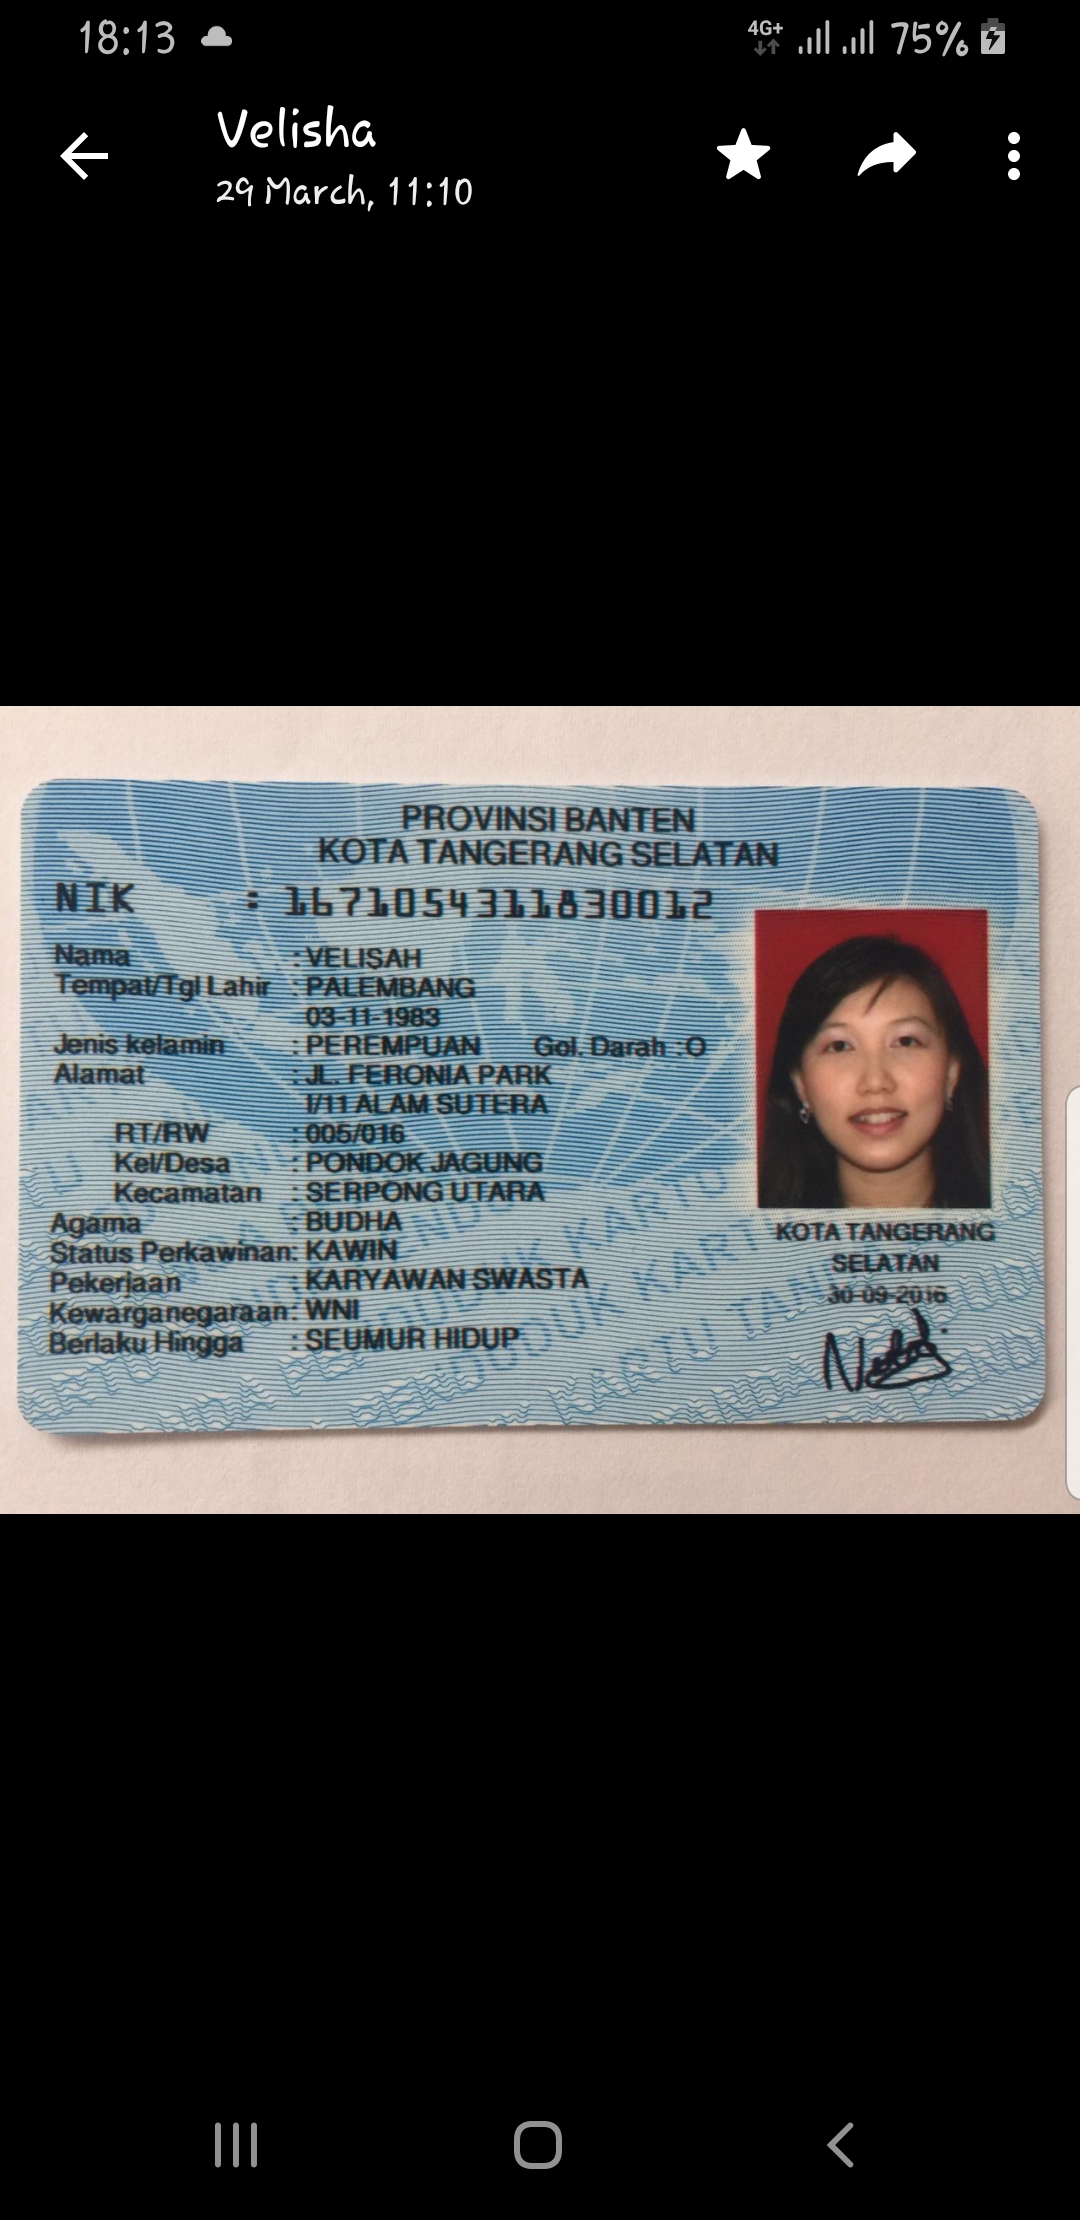 18:13
4G+ 75%
Velisha
29 March, 11:10
PROVINSI BANTEN
KOTA TANGERANG SELATAN
NIK : 1671054311830012
Nama : VELISAH
Tempat/Tgl Lahir : PALEMBANG
03-11-1983
Jenis kelamin : PEREMPUAN Gol. Darah : O
Alamat : JL. FERONIA PARK
I/11 ALAM SUTERA
RT/RW : 005/016
Kel/Desa : PONDOK JAGUNG
Kecamatan : SERPONG UTARA
Agama : BUDHA
Status Perkawinan: KAWIN
Pekerjaan : KARYAWAN SWASTA
Kewarganegaraan: WNI
Berlaku Hingga : SEUMUR HIDUP
KOTA TANGERANG
SELATAN
30-09-2016